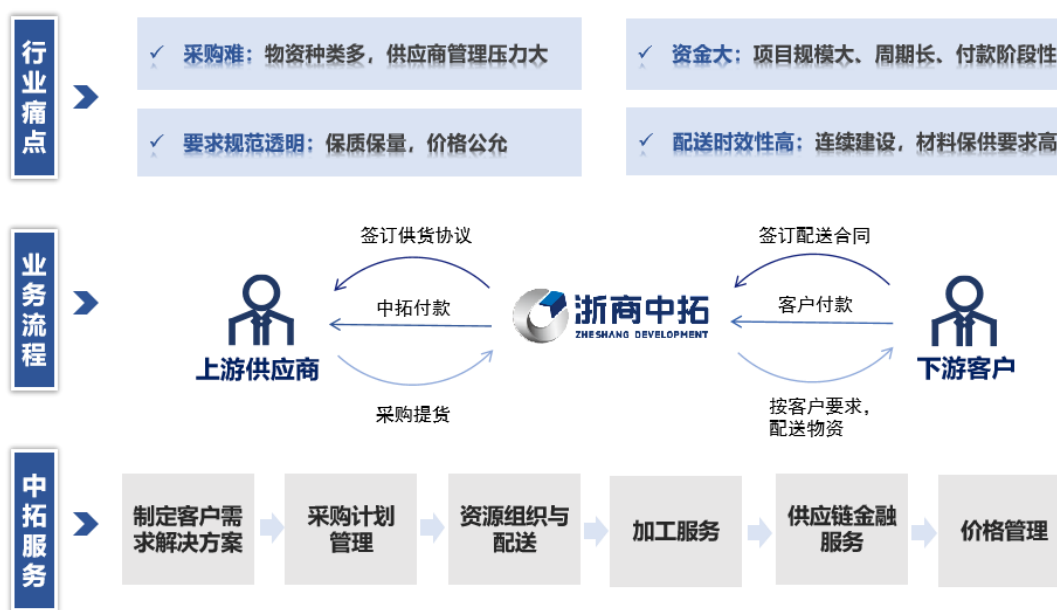 行业痛点
✓ 采购难；物资种类多，供应商管理压力大
✓ 资金大；项目规模大、周期长、付款阶段性
✓ 要求规范透明；保质保量，价格公允
✓ 配送时效性高；连续建设，材料保供要求高
业务流程
签订供货协议
签订配送合同
中拓付款
客户付款
浙商中拓
ZHESHANG DEVELOPMENT
上游供应商
下游客户
采购提货
按客户要求，
配送物资
中拓服务
制定客户需
求解决方案
采购计划
管理
资源组织与
配送
加工服务
供应链金融
服务
价格管理